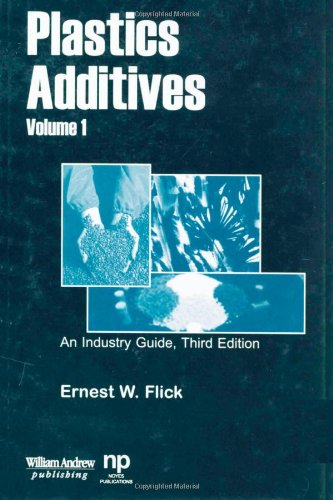 Plastics
Additives
Volume 1
An Industry Guide, Third Edition
Ernest W. Flick
William Andrew
publishing
np
NOYES
PUBLICATIONS